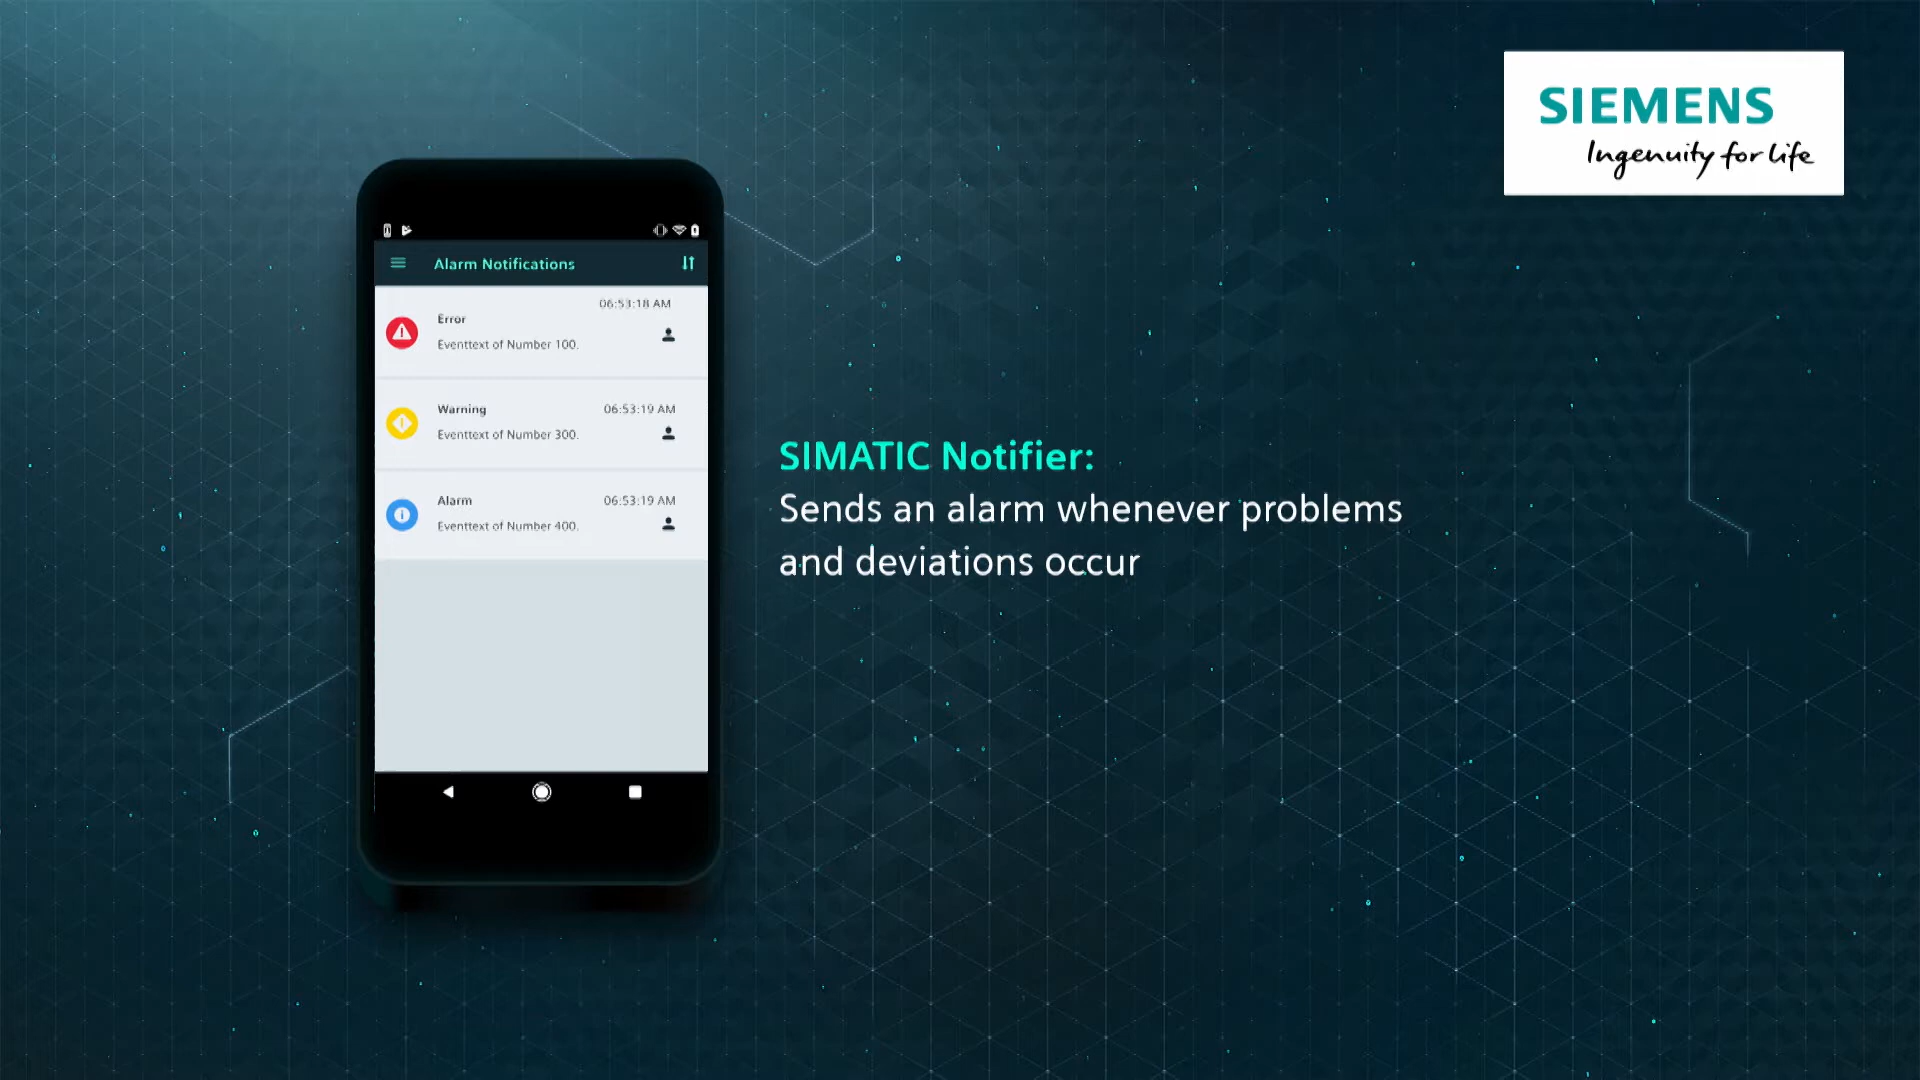 SIEMENS
Ingenuity for life
Alarm Notifications
06:53:18 AM
Error
Eventtext of Number 100.
Warning
06:53:19 AM
Eventtext of Number 300.
Alarm
06:53:19 AM
Eventtext of Number 400.
SIMATIC Notifier:
Sends an alarm whenever problems
and deviations occur